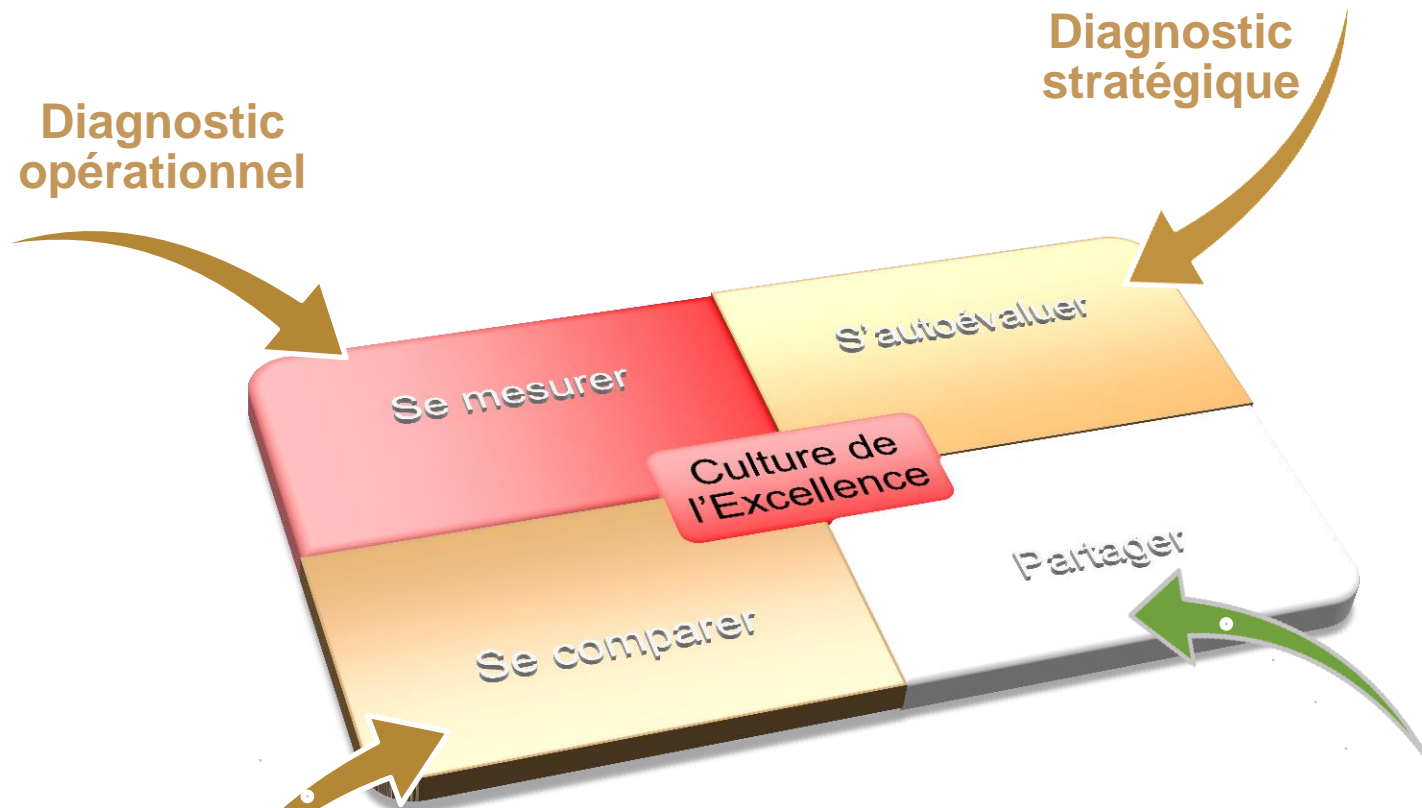 Diagnostic
stratégique
Diagnostic
opérationnel
S'autoévaluer
Se mesurer
Culture de
l'Excellence
Partager
Se comparer